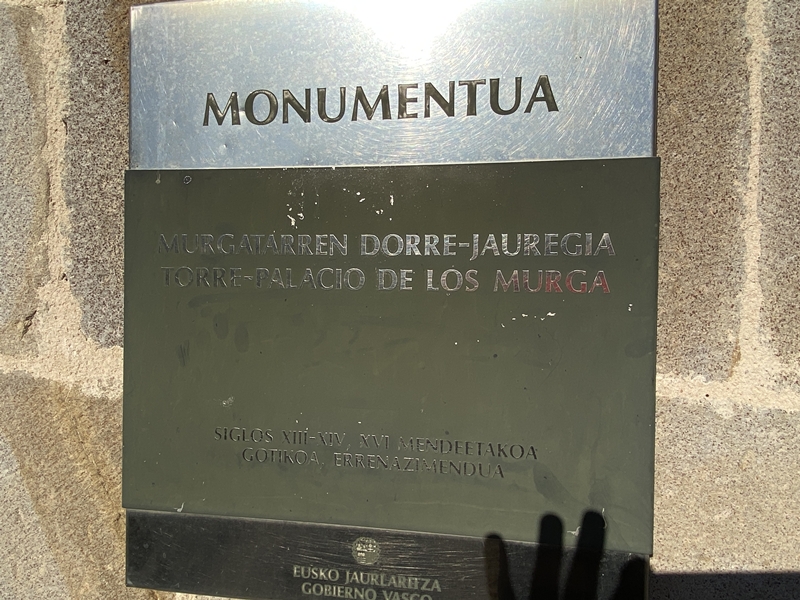 MONUMENTUA
MURGATARREN DORRE-JAUREGIA
TORRE-PALACIO DE LOS MURGA
SIGLOS XIII-XIV, XVI MENDEETAKOA
GOTIKOA, ERRENAZIMENDUA
EUSKO JAURLARITZA
GOBIERNO VASCO